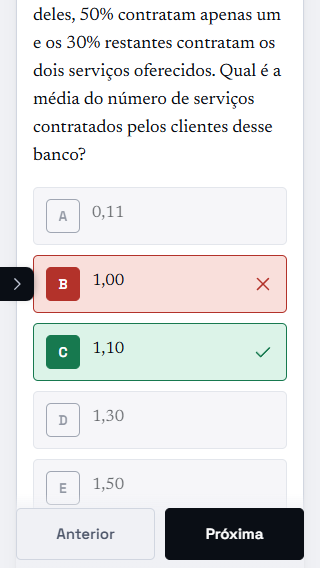 deles, 50% contratam apenas um
e os 30% restantes contratam os
dois serviços oferecidos. Qual é a
média do número de serviços
contratados pelos clientes desse
banco?
A 0,11
B 1,00
C 1,10
D 1,30
E 1,50
Anterior Próxima